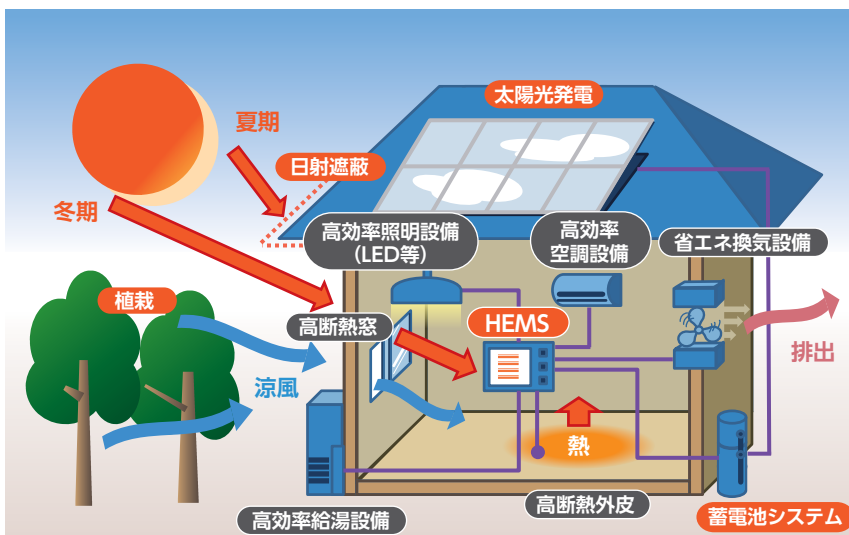 太陽光発電
夏期
日射遮蔽
冬期
高効率照明設備
(LED等)
高効率
空調設備
省エネ換気設備
植栽
高断熱窓
HEMS
排出
涼風
熱
高断熱外皮
高効率給湯設備
蓄電池システム